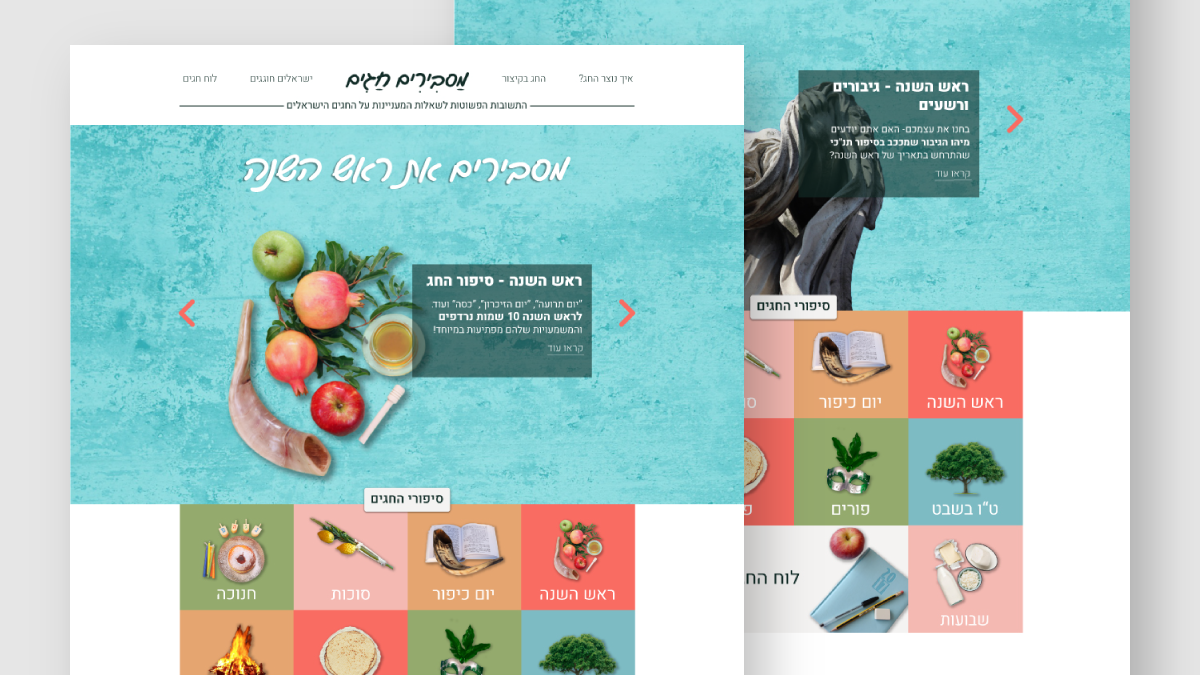 איך נוצר החג?
החג בקיצור
מַסְבִּירִים חַגִּים
ישראלים חוגגים
לוח חגים
התשובות הפשוטות לשאלות המעניינות על החגים הישראלים
מסבירים את ראש השנה
ראש השנה - סיפור החג
"יום תרועה", "יום הזיכרון", "כסה" ועוד.
לראש השנה 10 שמות נרדפים
והמשמעויות שלהם מפתיעות במיוחד!
קראו עוד
סיפורי החגים
ראש השנה
יום כיפור
סוכות
חנוכה
ראש השנה - גיבורים
ורשעים
בחנו את עצמכם- האם אתם יודעים
מיהו הגיבור שמככב בסיפור תנ"כי
שהתרחש בתאריך של ראש השנה?
קראו עוד
סיפורי החגים
ראש השנה
יום כיפור
ט"ו בשבט
פורים
שבועות
לוח